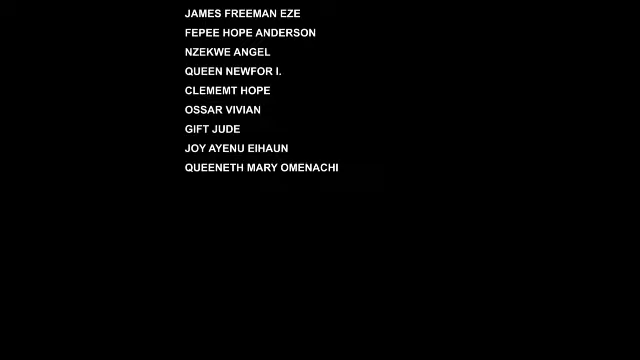 JAMES FREEMAN EZE
FEPEE HOPE ANDERSON
NZEKWE ANGEL
QUEEN NEWFOR I.
CLEMEMT HOPE
OSSAR VIVIAN
GIFT JUDE
JOY AYENU EIHAUN
QUEENETH MARY OMENACHI